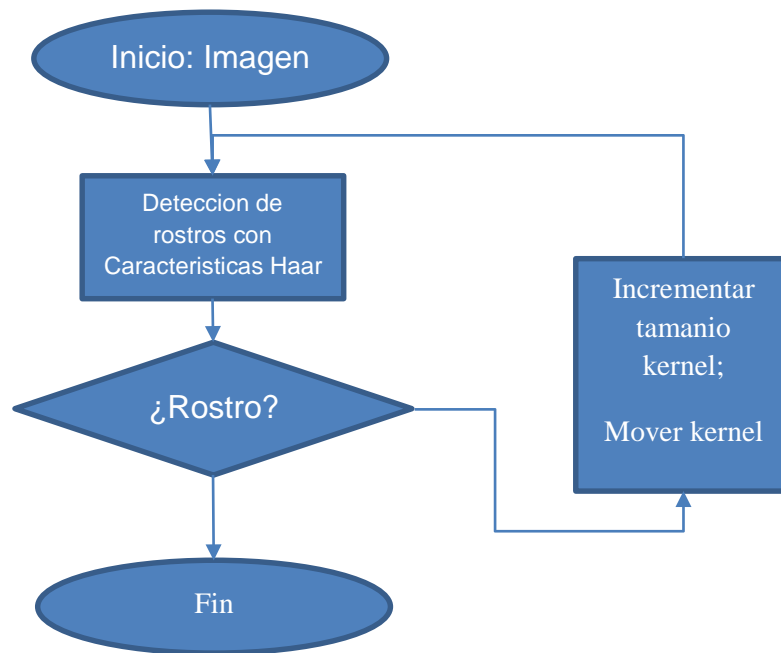 Inicio: Imagen
Deteccion de
rostros con
Caracteristicas Haar
¿Rostro?
Incrementar
tamanio
kernel;
Mover kernel
Fin